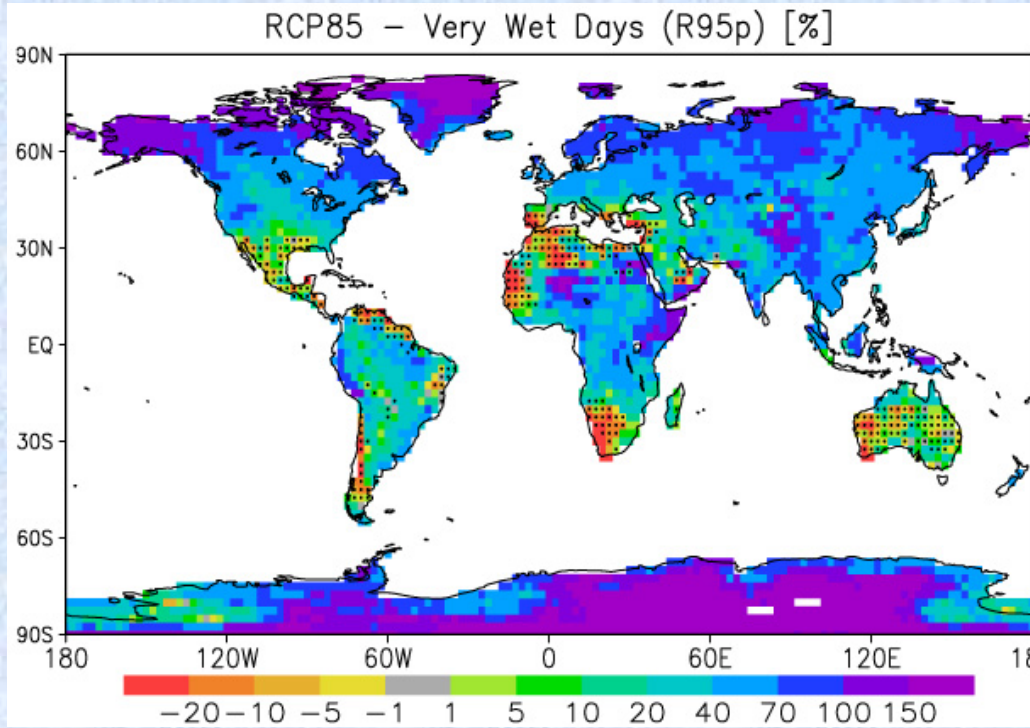 RCP85 – Very Wet Days (R95p) [%]
90N
60N
30N
EQ
30S
60S
90S
180 120W 60W 0 60E 120E 18
−20 −10 −5 −1 1 5 10 20 40 70 100 150